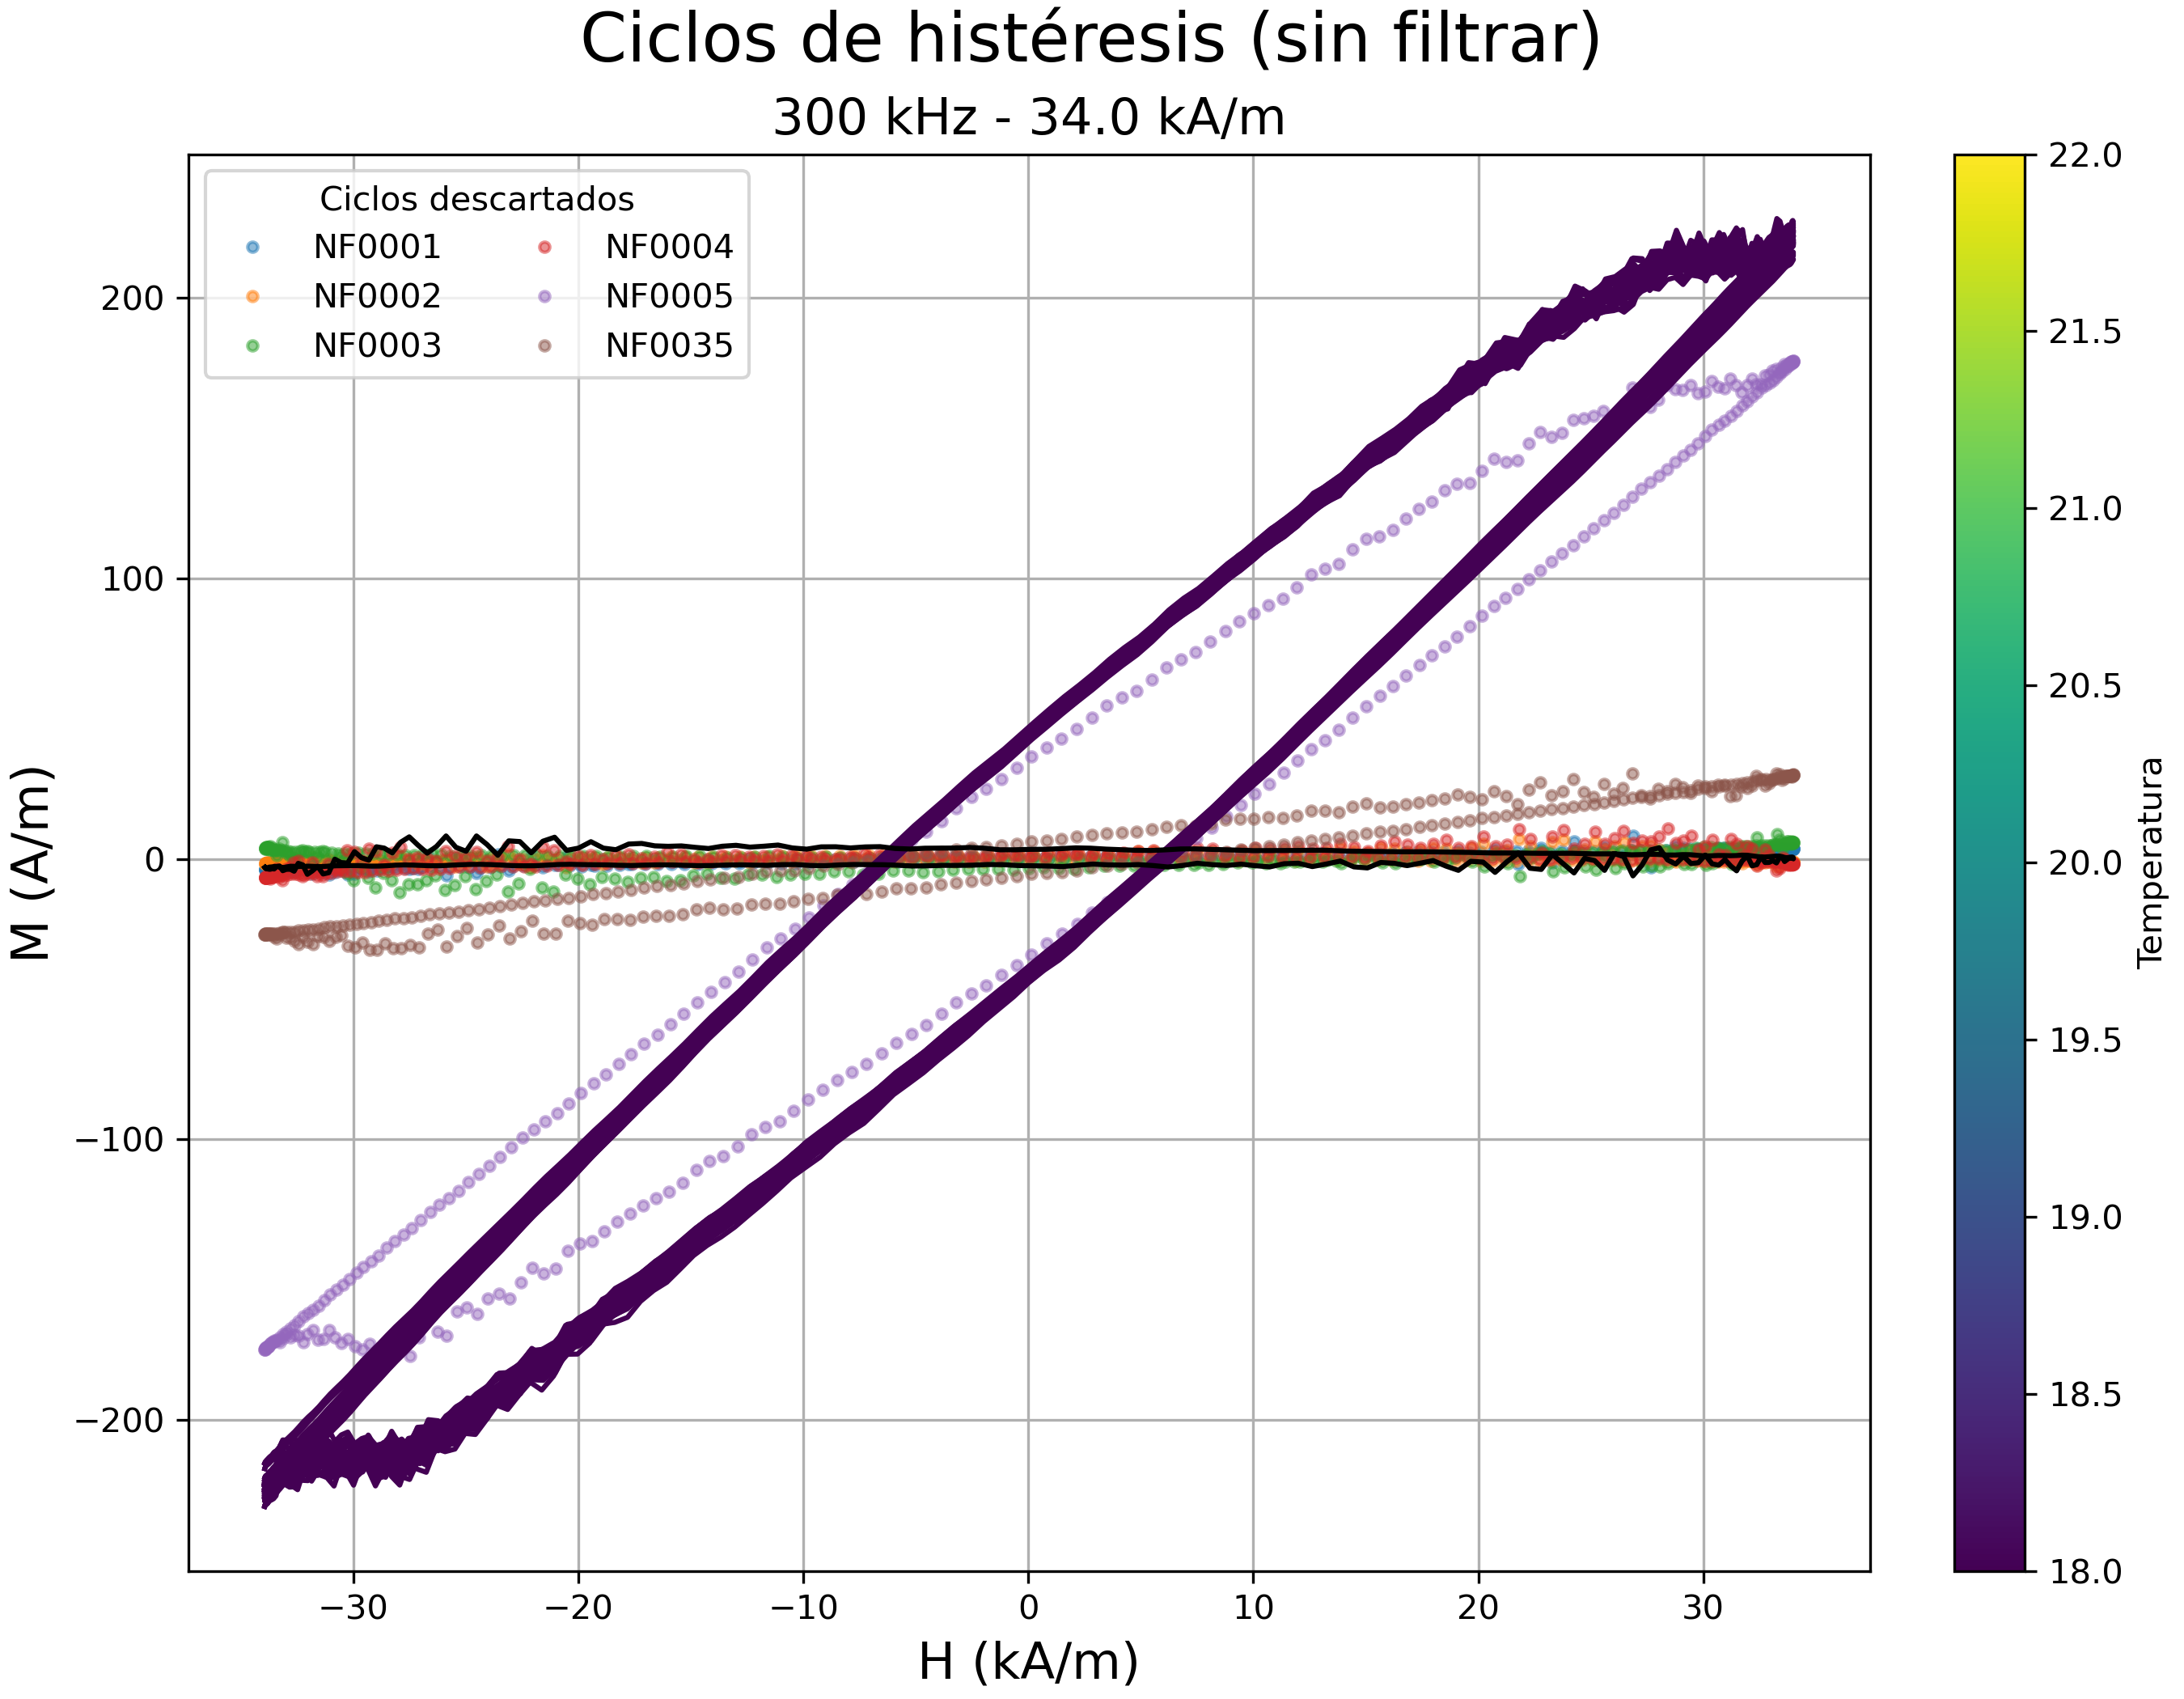 Ciclos de histéresis (sin filtrar)
300 kHz - 34.0 kA/m
Ciclos descartados
NF0001
NF0002
NF0003
NF0004
NF0005
NF0035
200
100
0
−100
−200
M (A/m)
−30
−20
−10
0
10
20
30
H (kA/m)
22.0
21.5
21.0
20.5
20.0
19.5
19.0
18.5
18.0
Temperatura